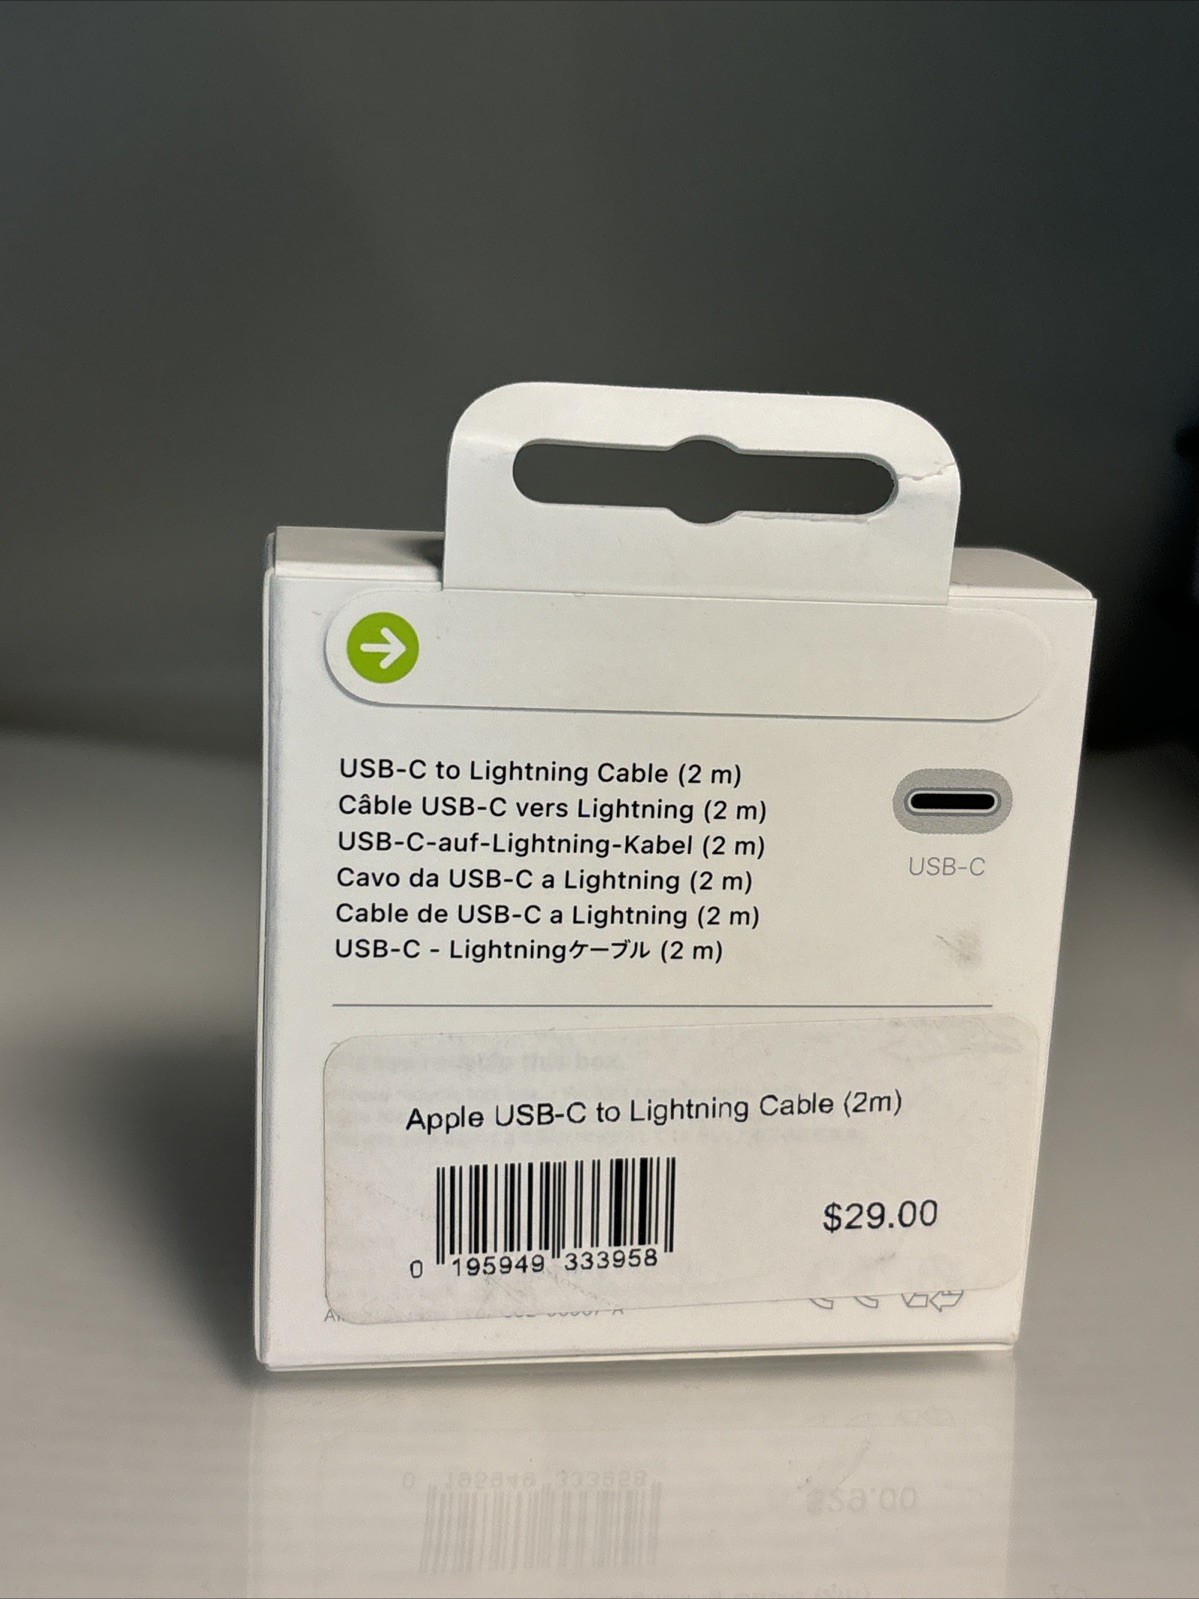 USB-C to Lightning Cable (2 m)
Câble USB-C vers Lightning (2 m)
USB-C-auf-Lightning-Kabel (2 m)
Cavo da USB-C a Lightning (2 m)
Cable de USB-C a Lightning (2 m)
USB-C - Lightningケーブル (2 m)
USB-C
Apple USB-C to Lightning Cable (2m)
$29.00
0 195949 333958